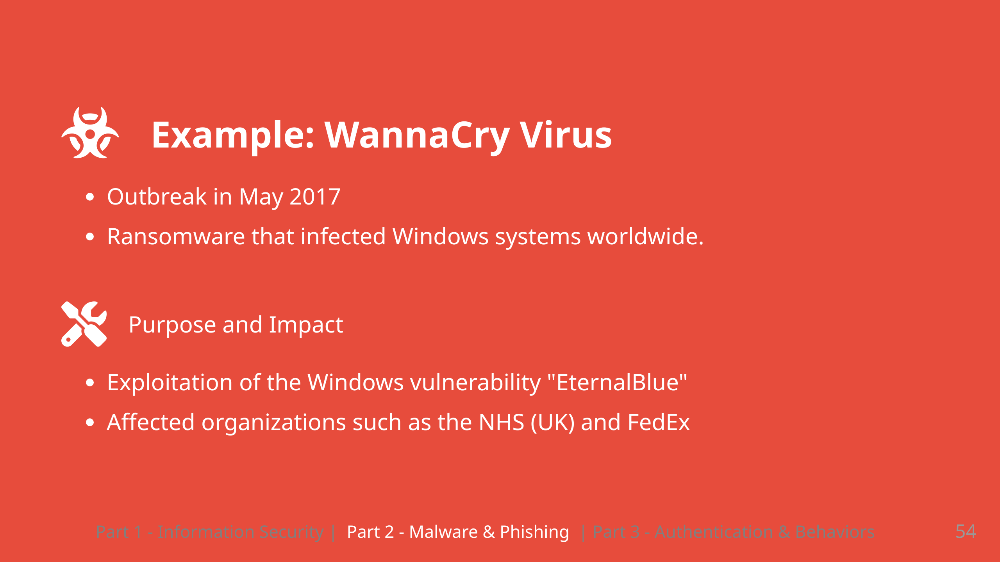 Example: WannaCry Virus
• Outbreak in May 2017
• Ransomware that infected Windows systems worldwide.
Purpose and Impact
• Exploitation of the Windows vulnerability "EternalBlue"
• Affected organizations such as the NHS (UK) and FedEx
Part 1 - Information Security | Part 2 - Malware & Phishing | Part 3 - Authentication & Behaviors 54